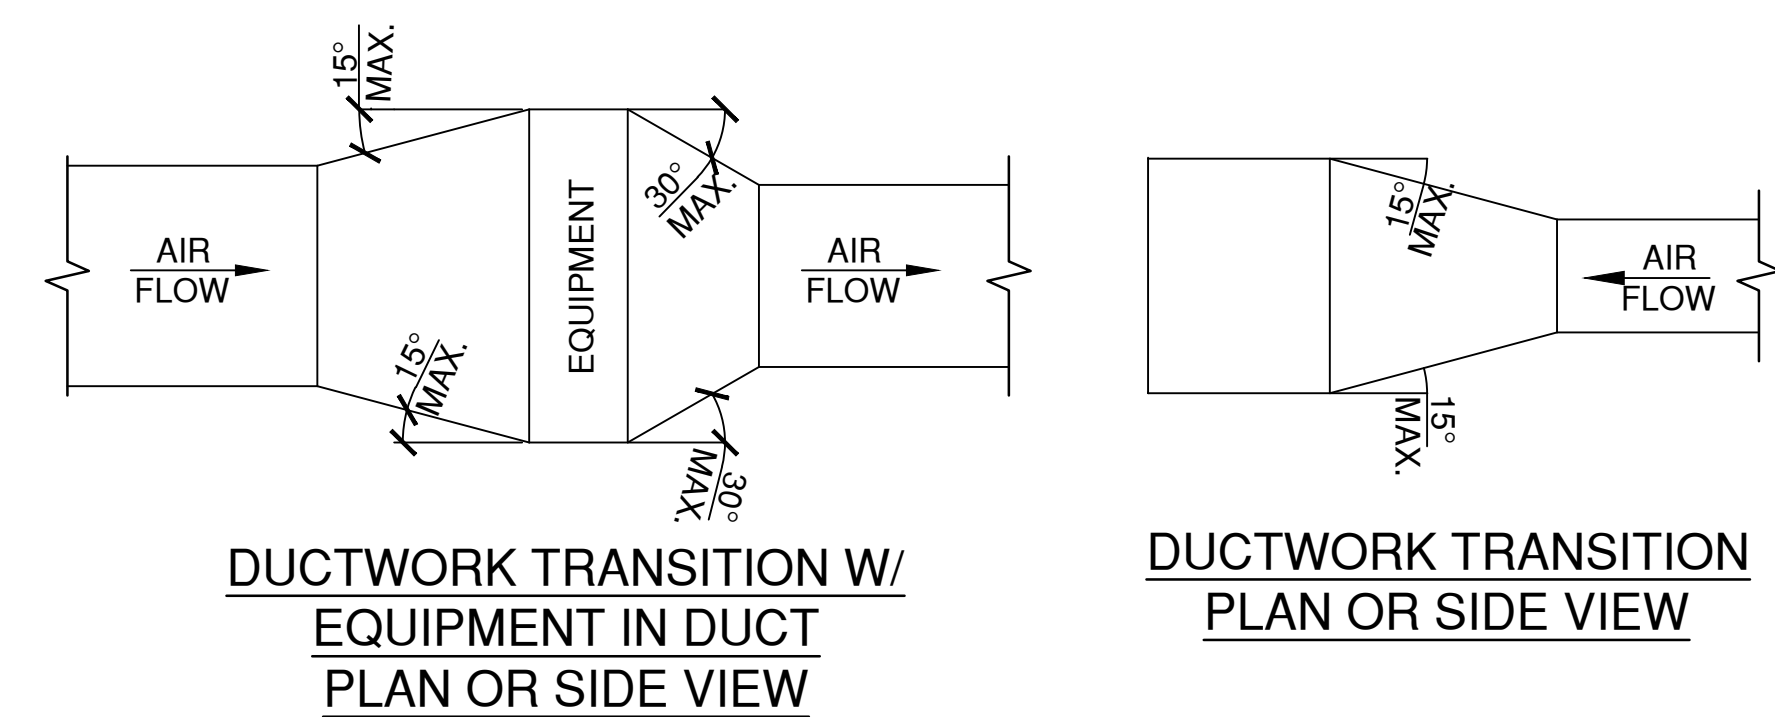 15°
MAX.
30°
MAX.
AIR
FLOW
EQUIPMENT
AIR
FLOW
15°
MAX.
30°
MAX.
DUCTWORK TRANSITION W/
EQUIPMENT IN DUCT
PLAN OR SIDE VIEW
15°
MAX.
AIR
FLOW
15°
MAX.
DUCTWORK TRANSITION
PLAN OR SIDE VIEW